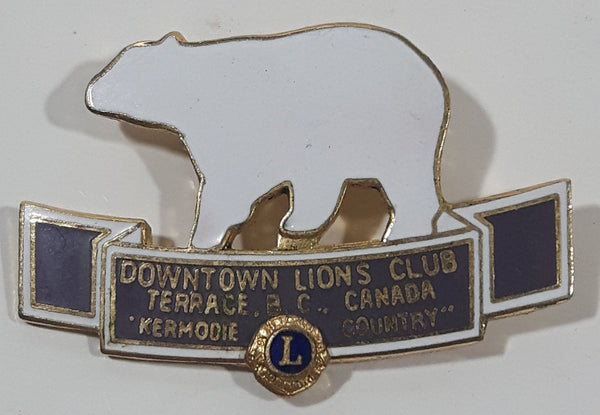 DOWNTOWN LIONS CLUB
TERRACE, B.C., CANADA
"KERMODIE COUNTRY"
L